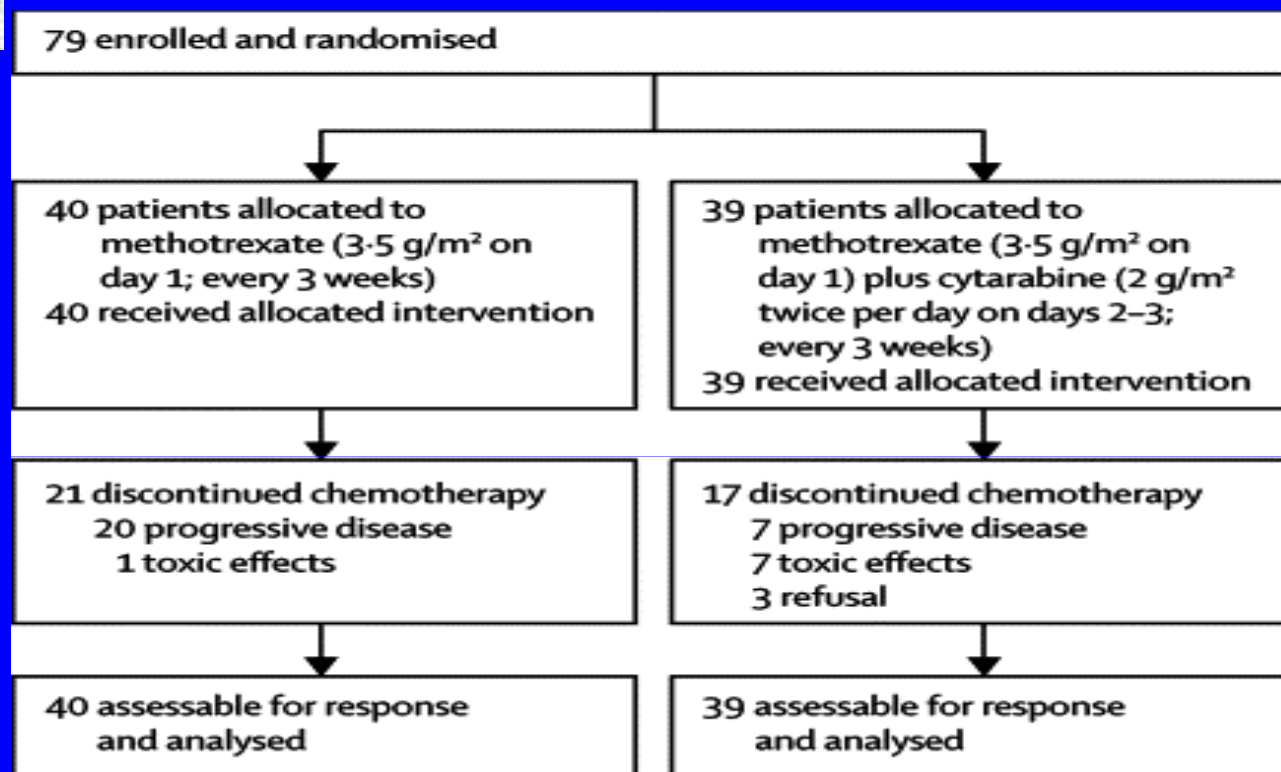 79 enrolled and randomised
40 patients allocated to
methotrexate (3·5 g/m² on
day 1; every 3 weeks)
40 received allocated intervention
39 patients allocated to
methotrexate (3·5 g/m² on
day 1) plus cytarabine (2 g/m²
twice per day on days 2–3;
every 3 weeks)
39 received allocated intervention
21 discontinued chemotherapy
20 progressive disease
1 toxic effects
17 discontinued chemotherapy
7 progressive disease
7 toxic effects
3 refusal
40 assessable for response
and analysed
39 assessable for response
and analysed